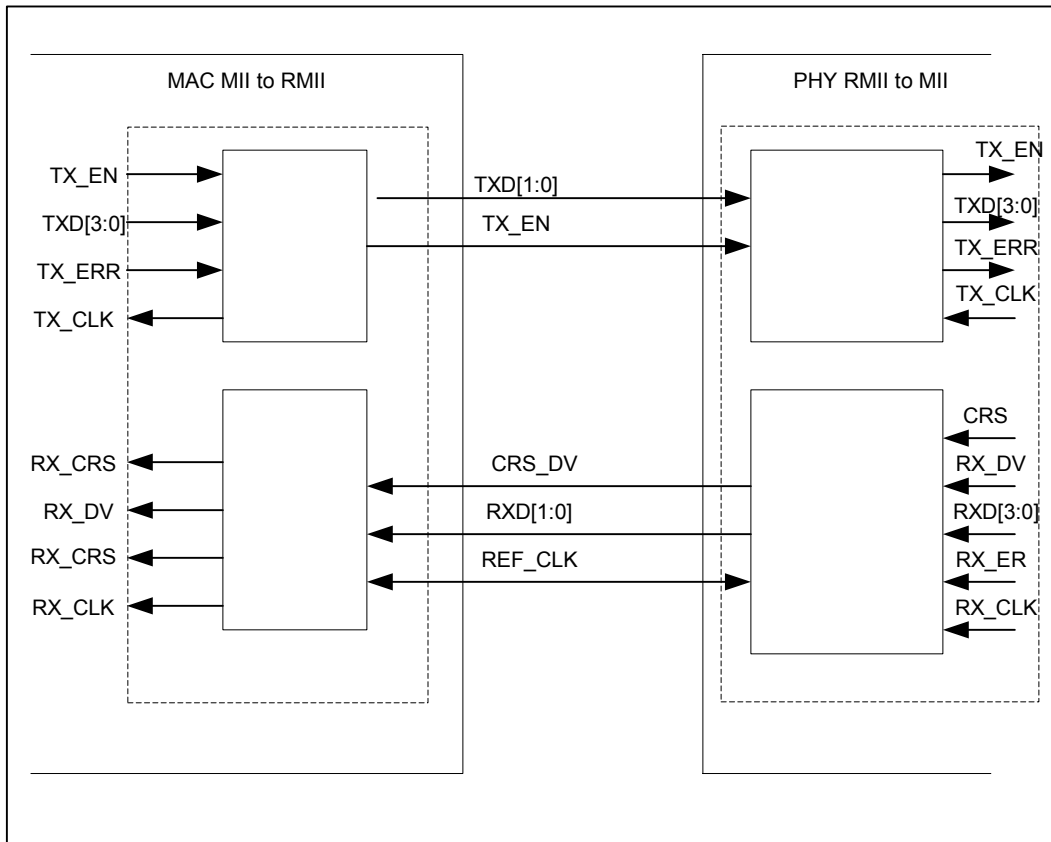 MAC MII to RMII
TX_EN
TXD[3:0]
TX_ERR
TX_CLK
RX_CRS
RX_DV
RX_CRS
RX_CLK
TXD[1:0]
TX_EN
CRS_DV
RXD[1:0]
REF_CLK
PHY RMII to MII
TX_EN
TXD[3:0]
TX_ERR
TX_CLK
CRS
RX_DV
RXD[3:0]
RX_ER
RX_CLK